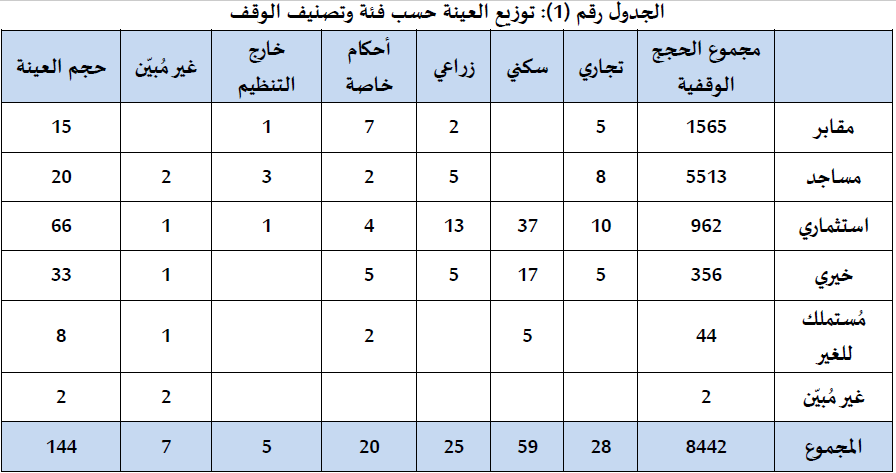 الجدول رقم (1): توزيع العينة حسب فئة وتصنيف الوقف
مجموع الحجج الوقفية تجاري سكني زراعي أحكام خاصة خارج التنظيم غير مُبيّن حجم العينة
مقابر 1565 5 2 7 1 15
مساجد 5513 8 5 2 3 2 20
استثماري 962 10 37 13 4 1 1 66
خيري 356 5 17 5 5 1 33
مُستملك للغير 44 5 2 1 8
غير مُبيّن 2 2 2
المجموع 8442 28 59 25 20 5 7 144